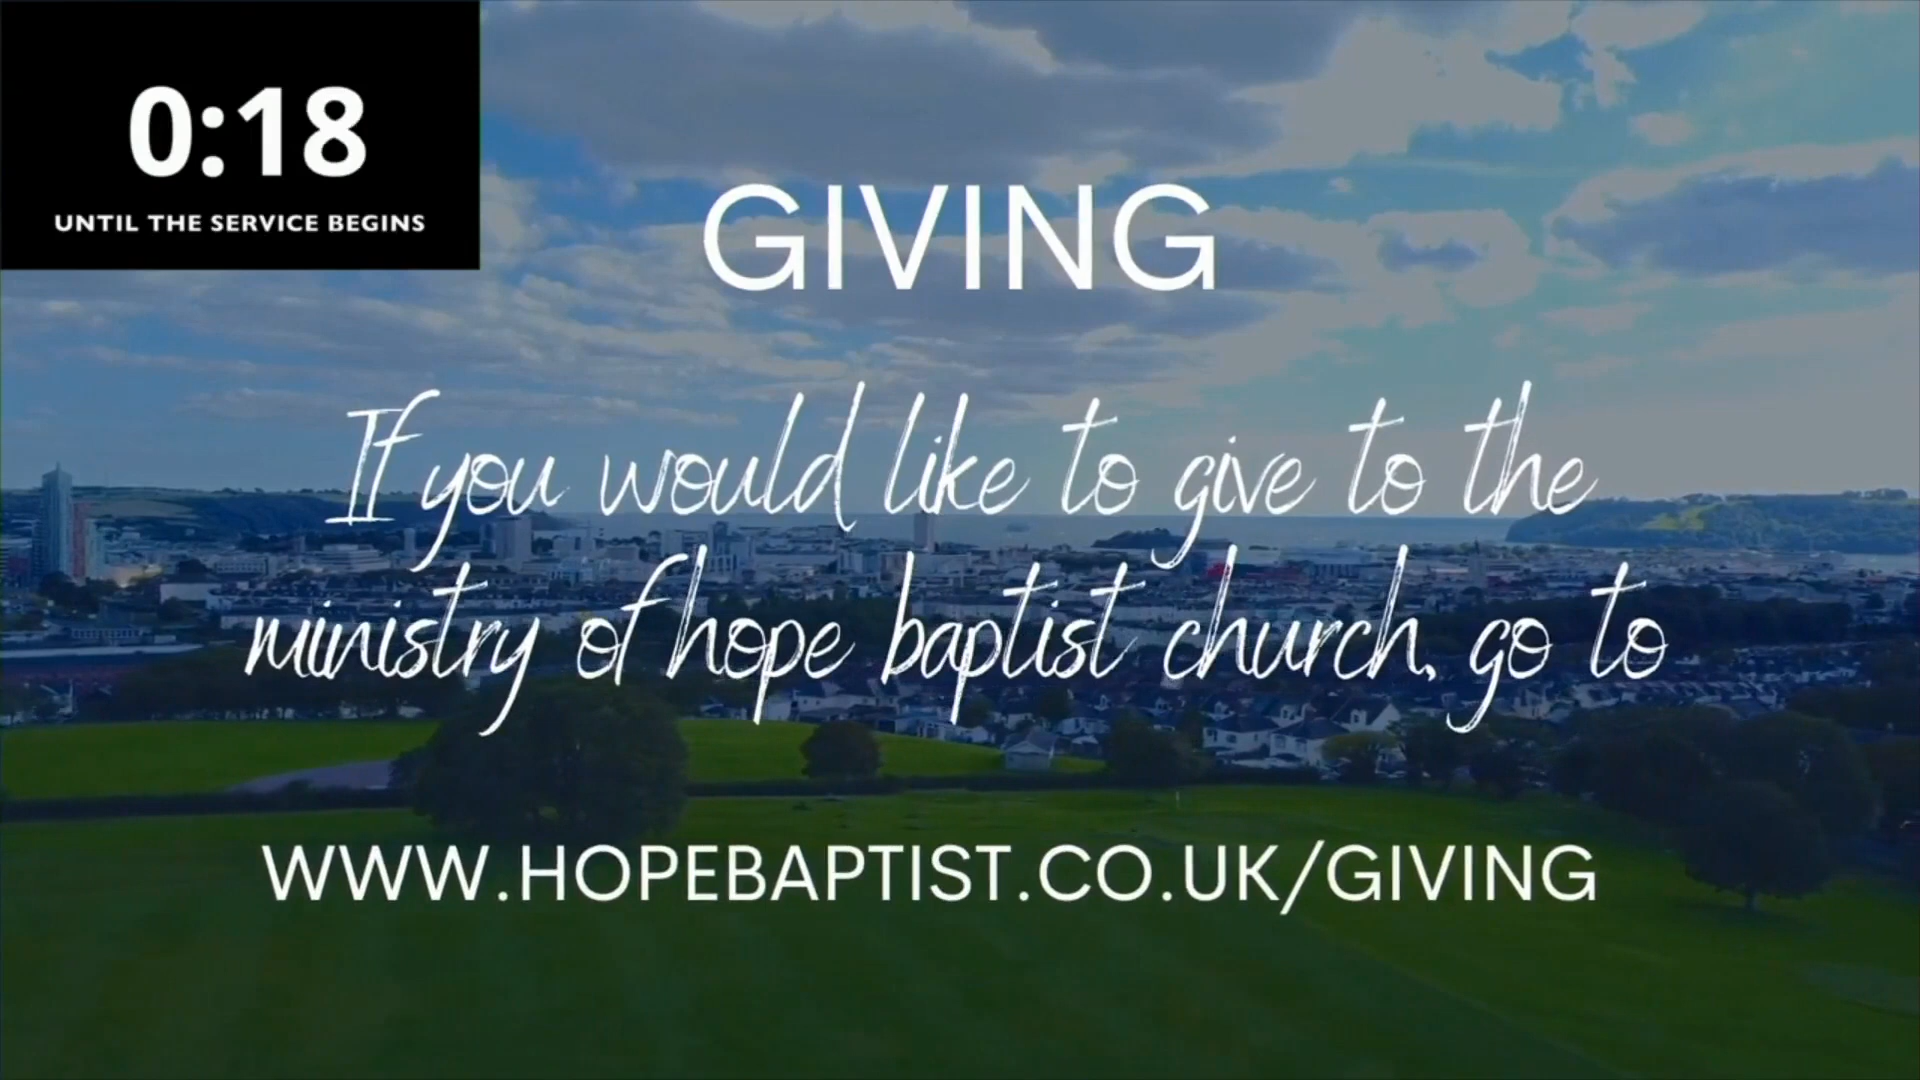 0:18
UNTIL THE SERVICE BEGINS
GIVING
If you would like to give to the
ministry of hope baptist church, go to
WWW.HOPEBAPTIST.CO.UK/GIVING